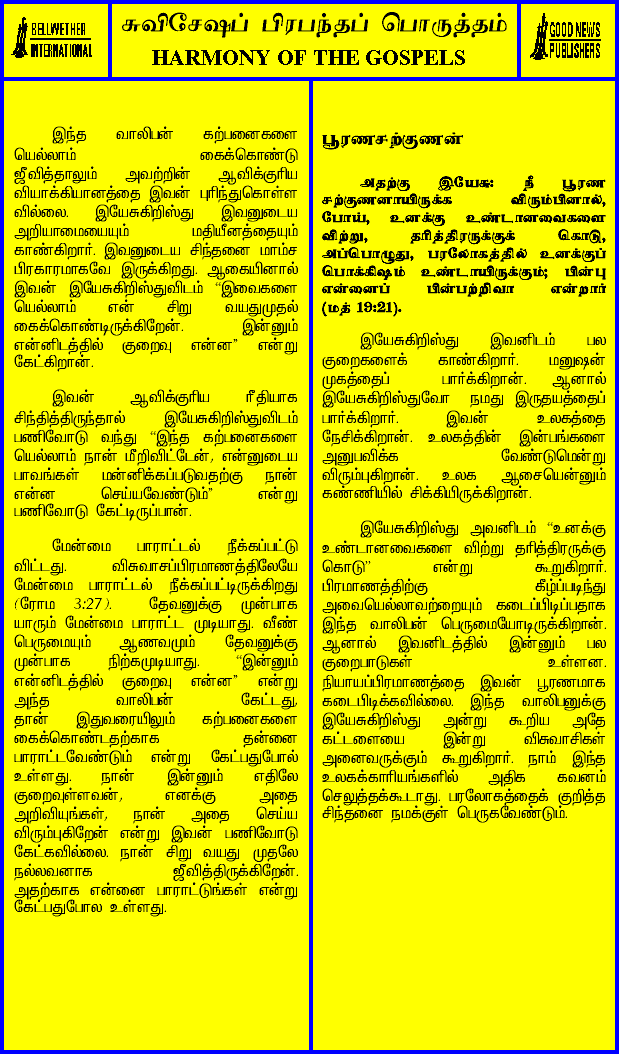 BELLWETHER
INTERNATIONAL
சுவிசேஷப் பிரபந்தப் பொருத்தம்
HARMONY OF THE GOSPELS
GOOD NEWS
PUBLISHERS
இந்த வாலிபன் கற்பனைகளை
யெல்லாம் கைக்கொண்டு
ஜீவித்தாலும் அவற்றின் ஆவிக்குரிய
வியாக்கியானத்தை இவன் புரிந்துகொள்ள
வில்லை. இயேசுகிறிஸ்து இவனுடைய
அறியாமையையும் மதியீனத்தையும்
காண்கிறார். இவனுடைய சிந்தனை மாம்ச
பிரகாரமாகவே இருக்கிறது. ஆகையினால்
இவன் இயேசுகிறிஸ்துவிடம் “இவைகளை
யெல்லாம் என் சிறு வயதுமுதல்
கைக்கொண்டிருக்கிறேன். இன்னும்
என்னிடத்தில் குறைவு என்ன” என்று
கேட்கிறான்.
இவன் ஆவிக்குரிய ரீதியாக
சிந்தித்திருந்தால் இயேசுகிறிஸ்துவிடம்
பணிவோடு வந்து “இந்த கற்பனைகளை
யெல்லாம் நான் மீறிவிட்டேன், என்னுடைய
பாவங்கள் மன்னிக்கப்படுவதற்கு நான்
என்ன செய்யவேண்டும்” என்று
பணிவோடு கேட்டிருப்பான்.
மேன்மை பாராட்டல் நீக்கப்பட்டு
விட்டது. விசுவாசப்பிரமாணத்திலேயே
மேன்மை பாராட்டல் நீக்கப்பட்டிருக்கிறது
(ரோம 3:27). தேவனுக்கு முன்பாக
யாரும் மேன்மை பாராட்ட முடியாது. வீண்
பெருமையும் ஆணவமும் தேவனுக்கு
முன்பாக நிற்கமுடியாது. “இன்னும்
என்னிடத்தில் குறைவு என்ன” என்று
அந்த வாலிபன் கேட்டது,
தான் இதுவரையிலும் கற்பனைகளை
கைக்கொண்டதற்காக தன்னை
பாராட்டவேண்டும் என்று கேட்பதுபோல்
உள்ளது. நான் இன்னும் எதிலே
குறைவுள்ளவன், எனக்கு அதை
அறிவியுங்கள், நான் அதை செய்ய
விரும்புகிறேன் என்று இவன் பணிவோடு
கேட்கவில்லை. நான் சிறு வயது முதலே
நல்லவனாக ஜீவித்திருக்கிறேன்.
அதற்காக என்னை பாராட்டுங்கள் என்று
கேட்பதுபோல உள்ளது.
பூரணசற்குணன்
அதற்கு இயேசு: நீ பூரண
சற்குணனாயிருக்க விரும்பினால்,
போய், உனக்கு உண்டானவைகளை
விற்று, தரித்திரருக்குக் கொடு,
அப்பொழுது, பரலோகத்தில் உனக்குப்
பொக்கிஷம் உண்டாயிருக்கும்; பின்பு
என்னைப் பின்பற்றிவா என்றார்
(மத் 19:21).
இயேசுகிறிஸ்து இவனிடம் பல
குறைகளைக் காண்கிறார். மனுஷன்
முகத்தைப் பார்க்கிறான். ஆனால்
இயேசுகிறிஸ்துவோ நமது இருதயத்தைப்
பார்க்கிறார். இவன் உலகத்தை
நேசிக்கிறான். உலகத்தின் இன்பங்களை
அனுபவிக்க வேண்டுமென்று
விரும்புகிறான். உலக ஆசையென்னும்
கண்ணியில் சிக்கியிருக்கிறான்.
இயேசுகிறிஸ்து அவனிடம் “உனக்கு
உண்டானவைகளை விற்று தரித்திரருக்கு
கொடு” என்று கூறுகிறார்.
பிரமாணத்திற்கு கீழ்ப்படிந்து
அவையெல்லாவற்றையும் கடைப்பிடிப்பதாக
இந்த வாலிபன் பெருமையோடிருக்கிறான்.
ஆனால் இவனிடத்தில் இன்னும் பல
குறைபாடுகள் உள்ளன.
நியாயப்பிரமாணத்தை இவன் பூரணமாக
கடைபிடிக்கவில்லை. இந்த வாலிபனுக்கு
இயேசுகிறிஸ்து அன்று கூறிய அதே
கட்டளையை இன்று விசுவாசிகள்
அனைவருக்கும் கூறுகிறார். நாம் இந்த
உலகக்காரியங்களில் அதிக கவனம்
செலுத்தக்கூடாது. பரலோகத்தைக் குறித்த
சிந்தனை நமக்குள் பெருகவேண்டும்.